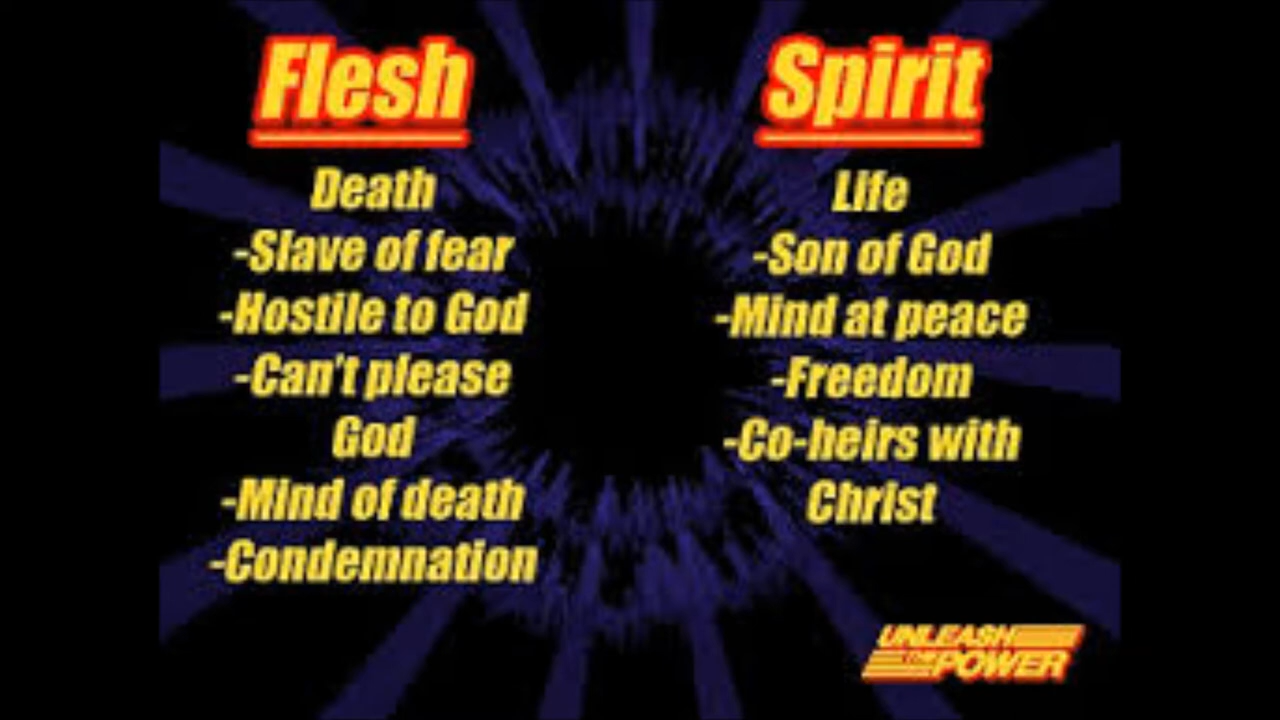 Flesh
Death
-Slave of fear
-Hostile to God
-Can't please
God
-Mind of death
-Condemnation
Spirit
Life
-Son of God
-Mind at peace
-Freedom
-Co-heirs with
Christ
UNLEASH
THE POWER